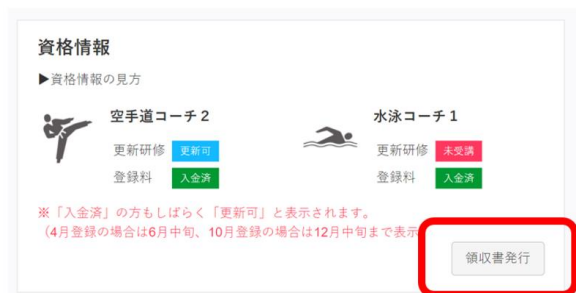 資格情報
▶資格情報の見方
空手道コーチ2
更新研修 更新可
登録料 入金済
水泳コーチ1
更新研修 未受講
登録料 入金済
※「入金済」の方もしばらく「更新可」と表示されます。
（4月登録の場合は6月中旬、10月登録の場合は12月中旬まで表示
領収書発行